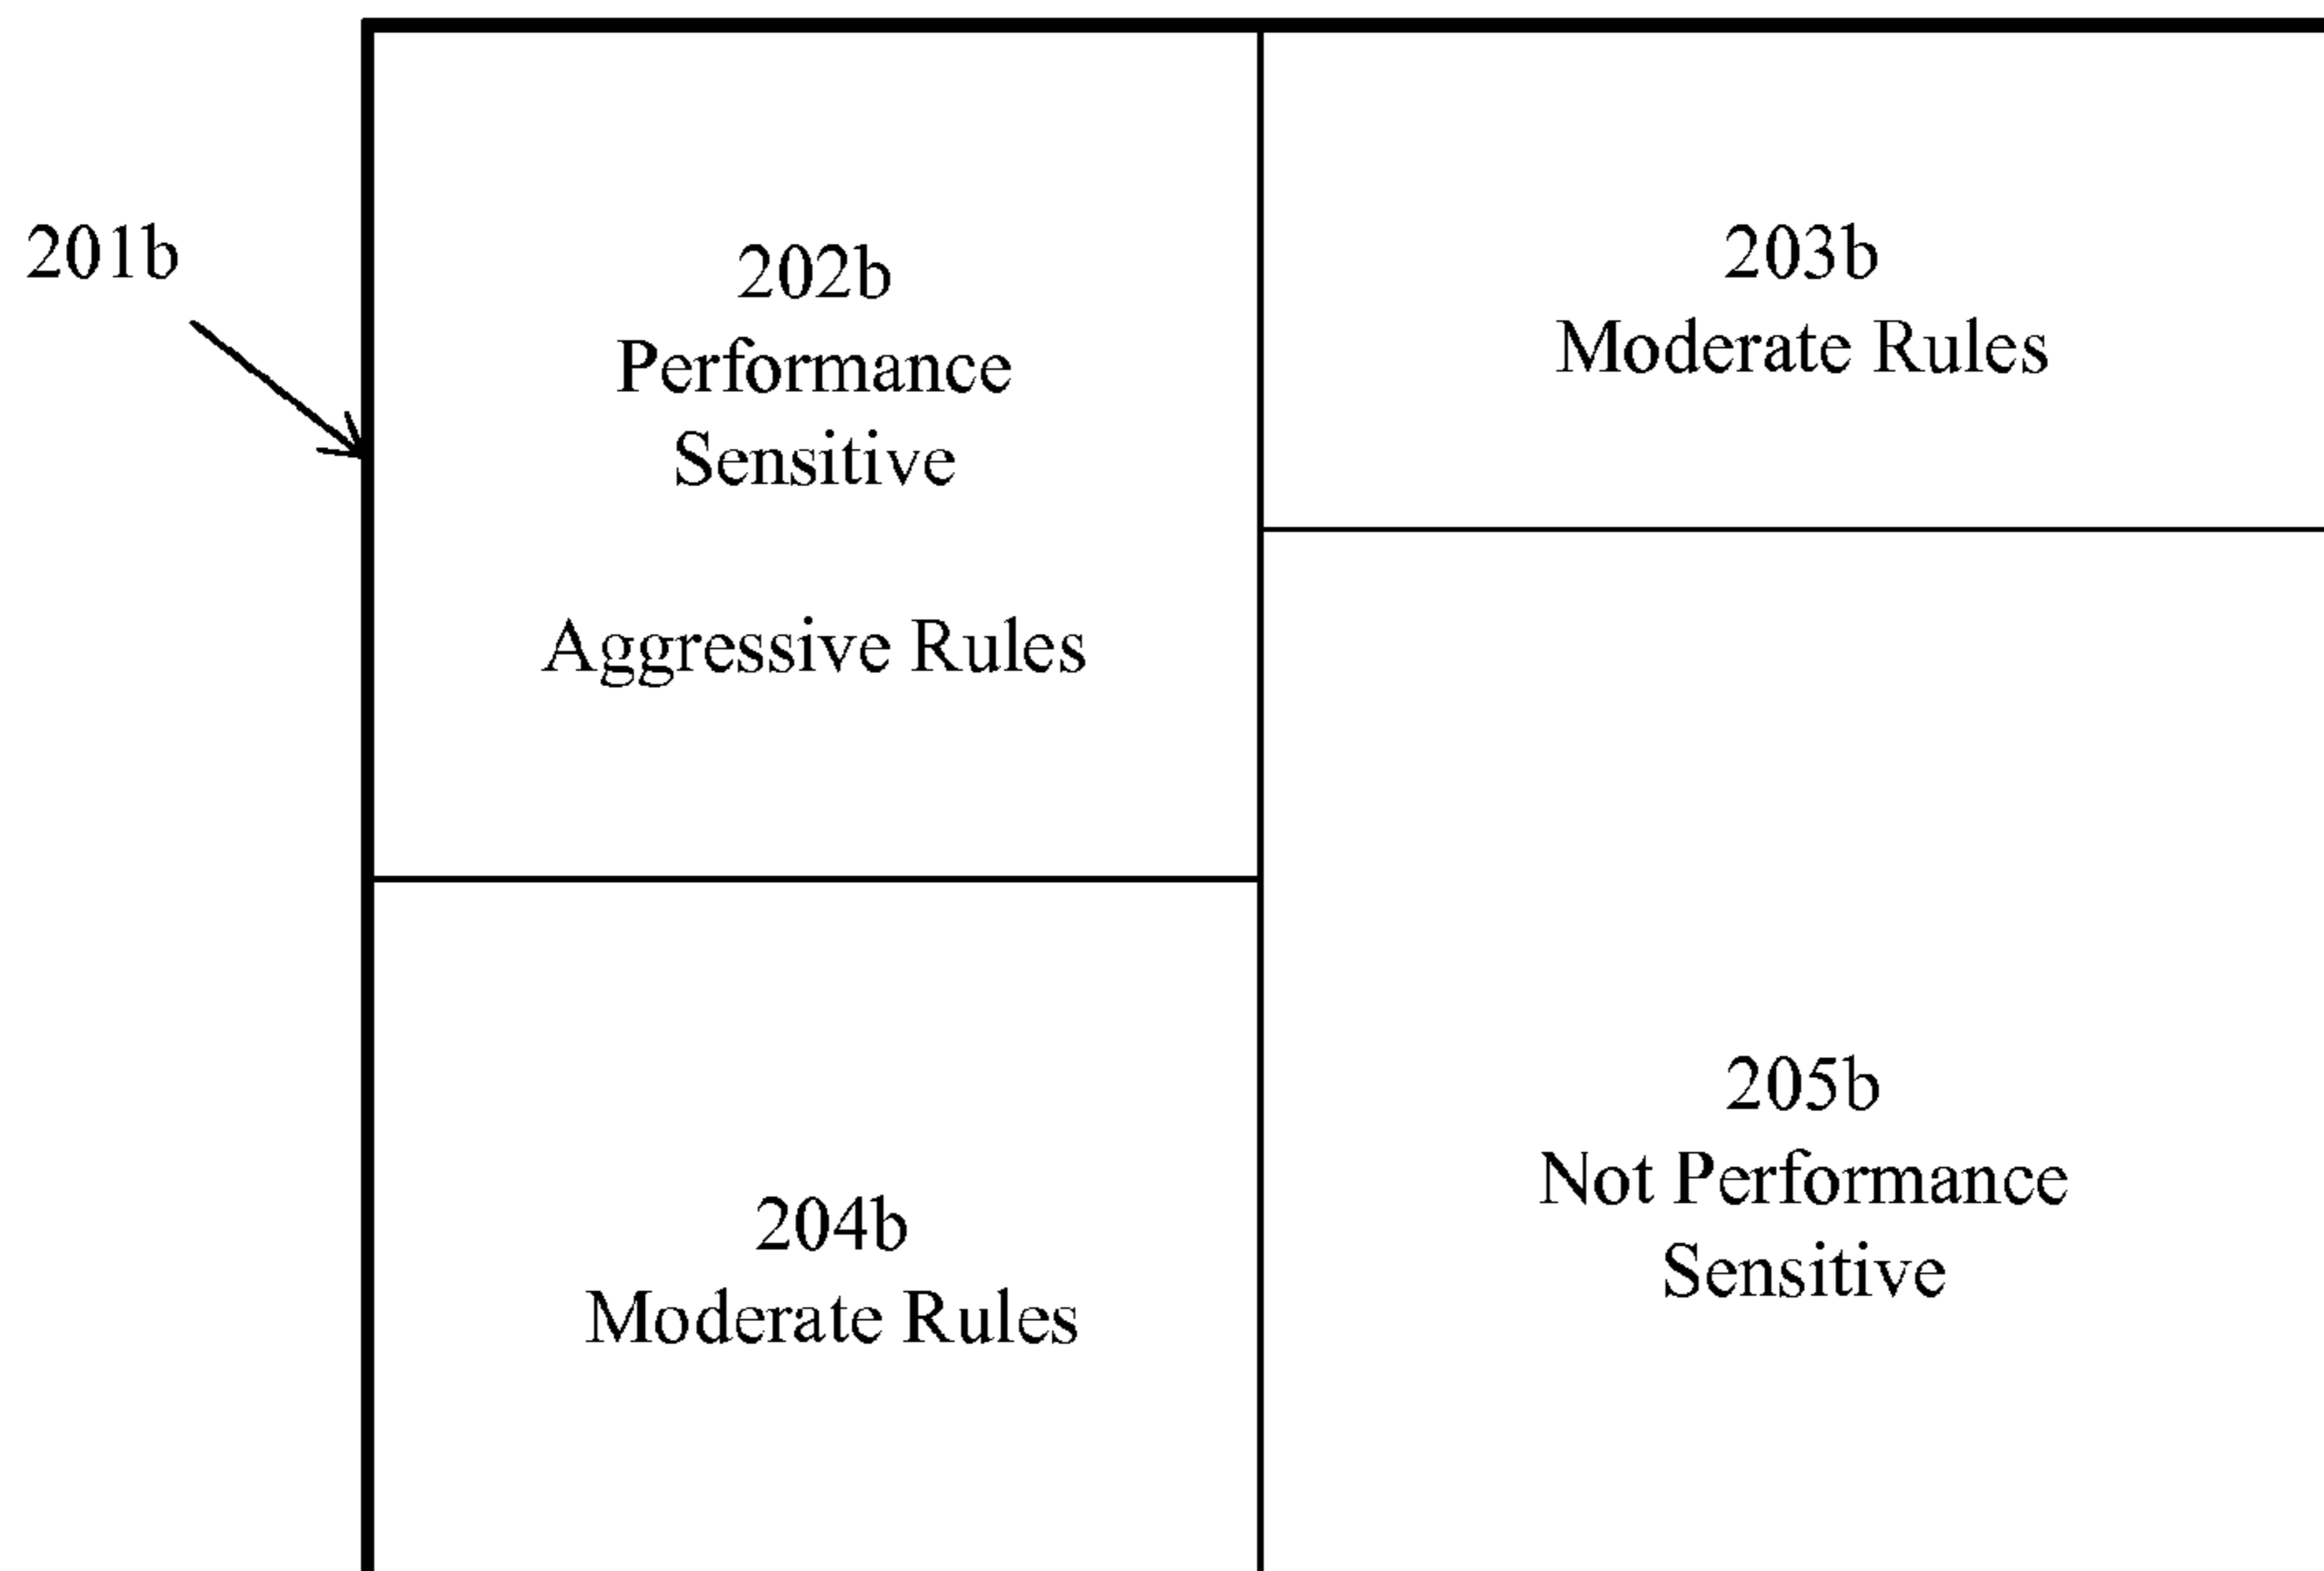 201b
202b
Performance
Sensitive
Aggressive Rules
203b
Moderate Rules
204b
Moderate Rules
205b
Not Performance
Sensitive